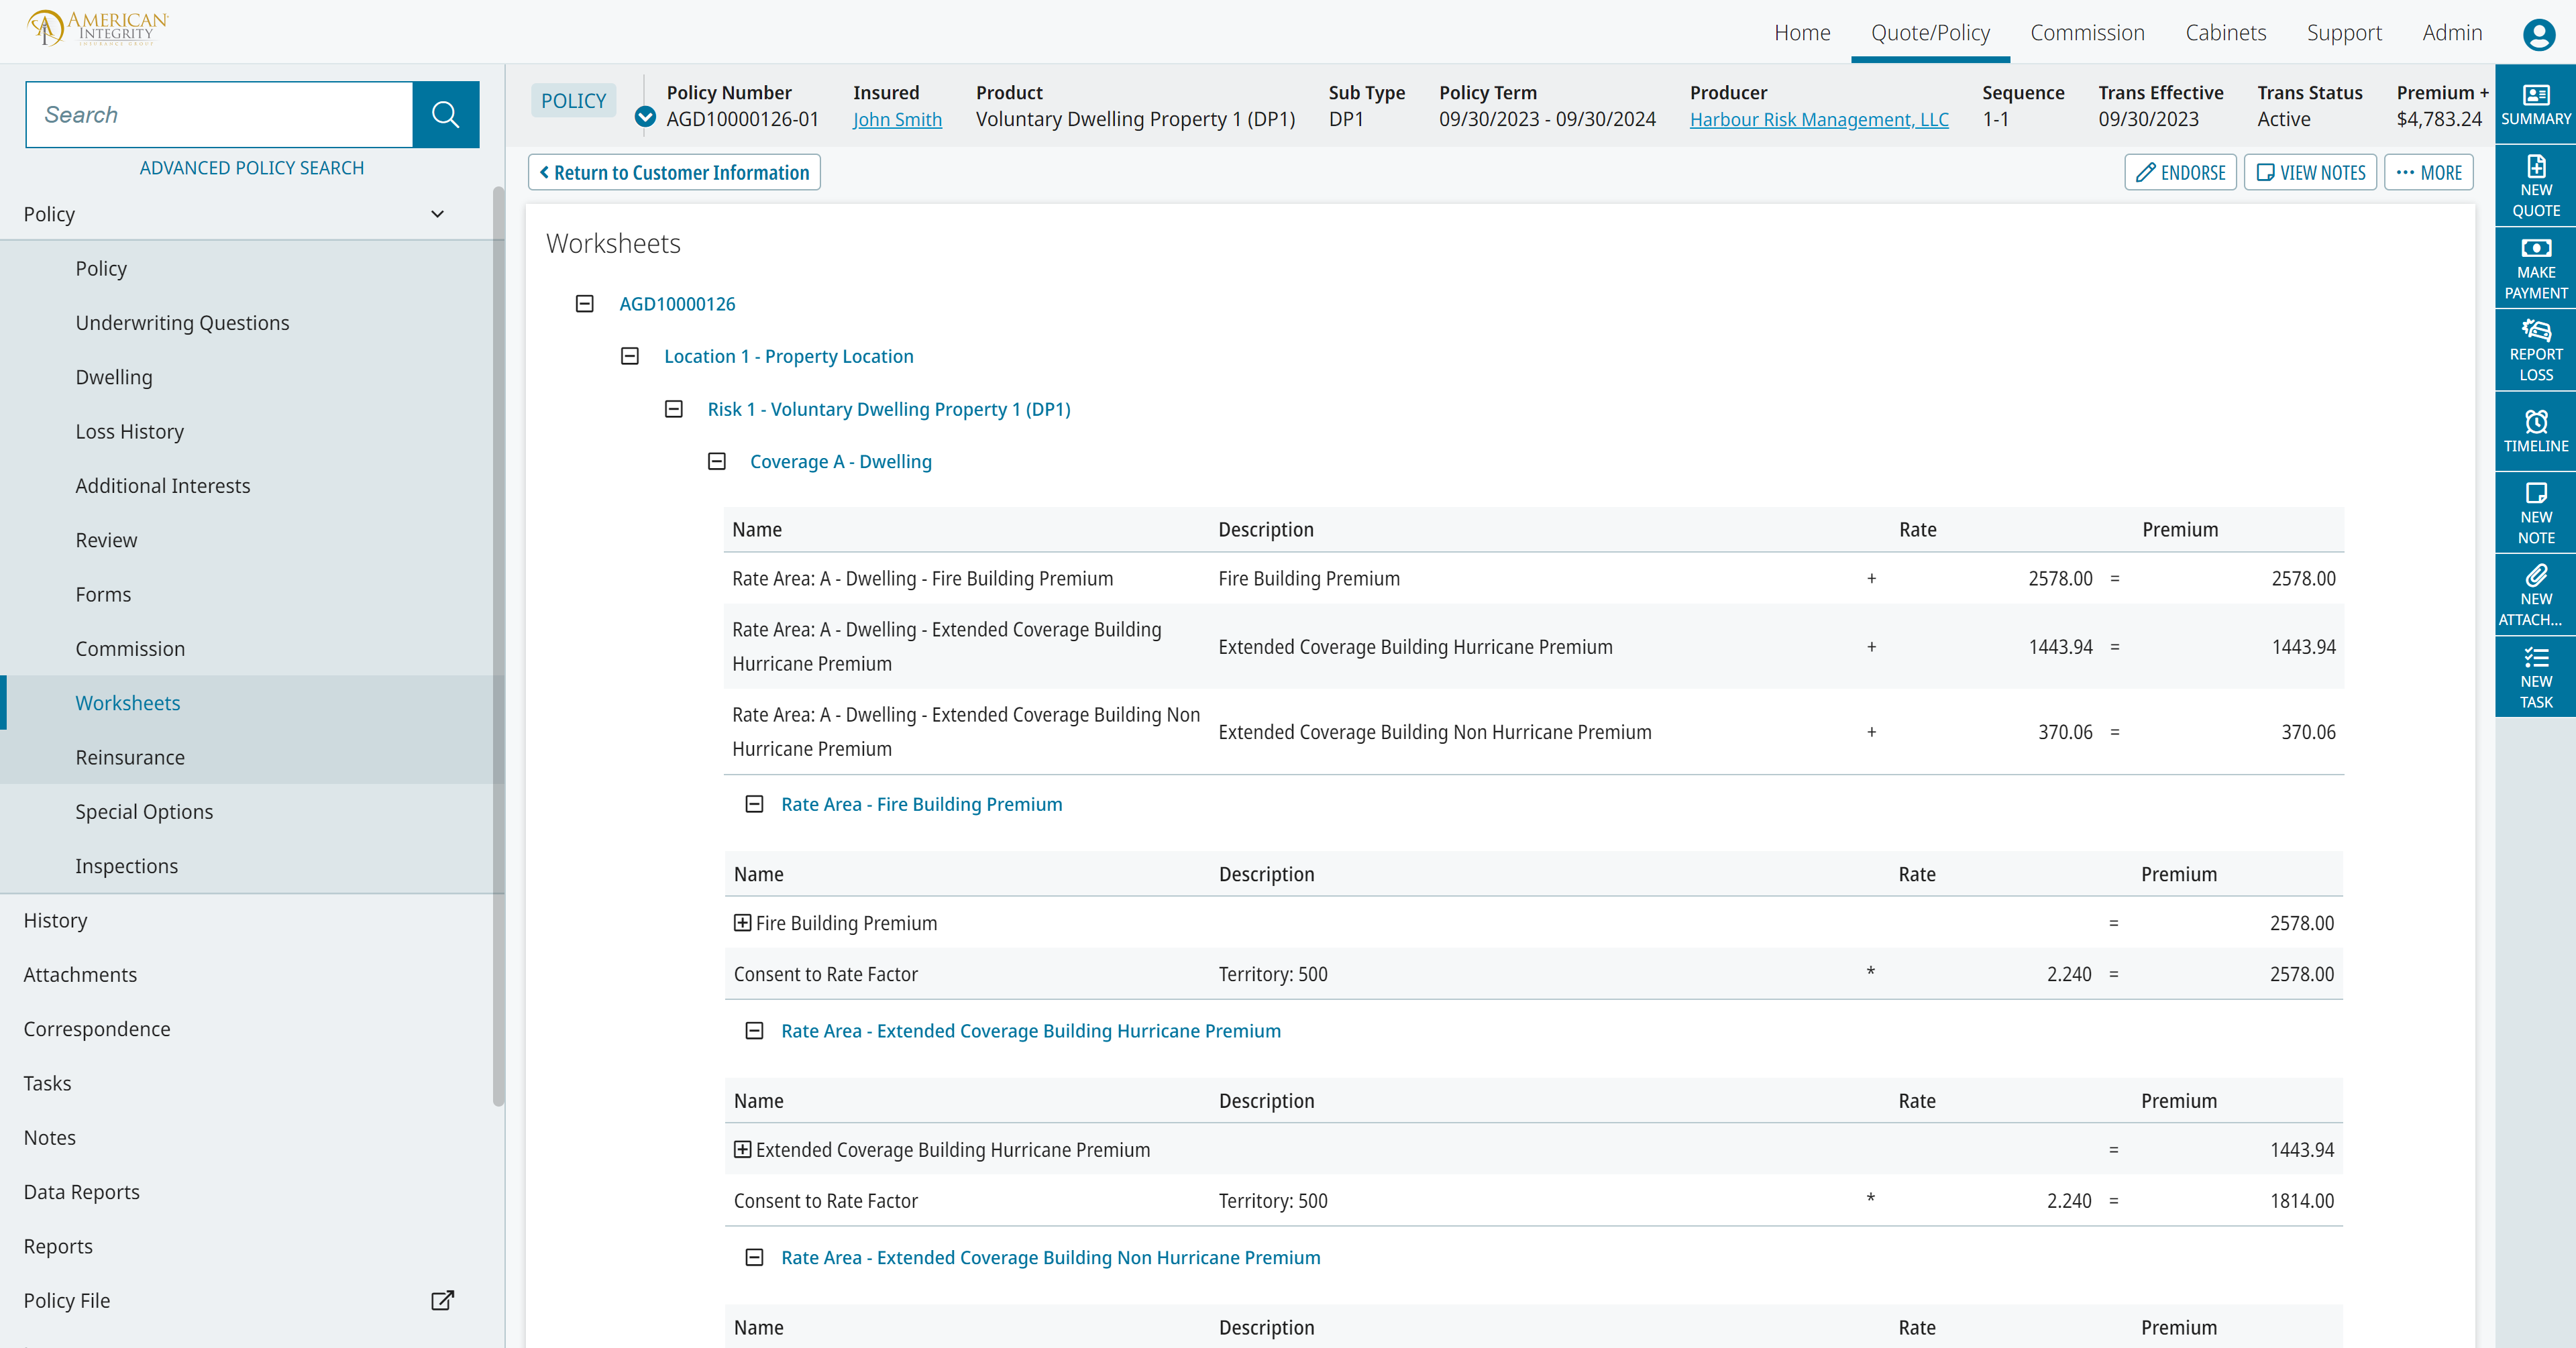 AMERICAN
INTEGRITY
INSURANCE GROUP
Home
Quote/Policy
Commission
Cabinets
Support
Admin
Search
ADVANCED POLICY SEARCH
Policy
Policy
Underwriting Questions
Dwelling
Loss History
Additional Interests
Review
Forms
Commission
Worksheets
Reinsurance
Special Options
Inspections
History
Attachments
Correspondence
Tasks
Notes
Data Reports
Reports
Policy File
POLICY
Policy Number
AGD10000126-01
Insured
John Smith
Product
Voluntary Dwelling Property 1 (DP1)
Sub Type
DP1
Policy Term
09/30/2023 - 09/30/2024
Producer
Harbour Risk Management, LLC
Sequence
1-1
Trans Effective
09/30/2023
Trans Status
Active
Premium +
$4,783.24
Return to Customer Information
ENDORSE
VIEW NOTES
MORE
Worksheets
AGD10000126
Location 1 - Property Location
Risk 1 - Voluntary Dwelling Property 1 (DP1)
Coverage A - Dwelling
Name Description Rate Premium
Rate Area: A - Dwelling - Fire Building Premium Fire Building Premium + 2578.00 = 2578.00
Rate Area: A - Dwelling - Extended Coverage Building
Hurricane Premium
Extended Coverage Building Hurricane Premium + 1443.94 = 1443.94
Rate Area: A - Dwelling - Extended Coverage Building Non
Hurricane Premium
Extended Coverage Building Non Hurricane Premium + 370.06 = 370.06
Rate Area - Fire Building Premium
Name Description Rate Premium
Fire Building Premium = 2578.00
Consent to Rate Factor Territory: 500 * 2.240 = 2578.00
Rate Area - Extended Coverage Building Hurricane Premium
Name Description Rate Premium
Extended Coverage Building Hurricane Premium = 1443.94
Consent to Rate Factor Territory: 500 * 2.240 = 1814.00
Rate Area - Extended Coverage Building Non Hurricane Premium
Name Description Rate Premium
SUMMARY
NEW
QUOTE
MAKE
PAYMENT
REPORT
LOSS
TIMELINE
NEW
NOTE
NEW
ATTACH...
NEW
TASK